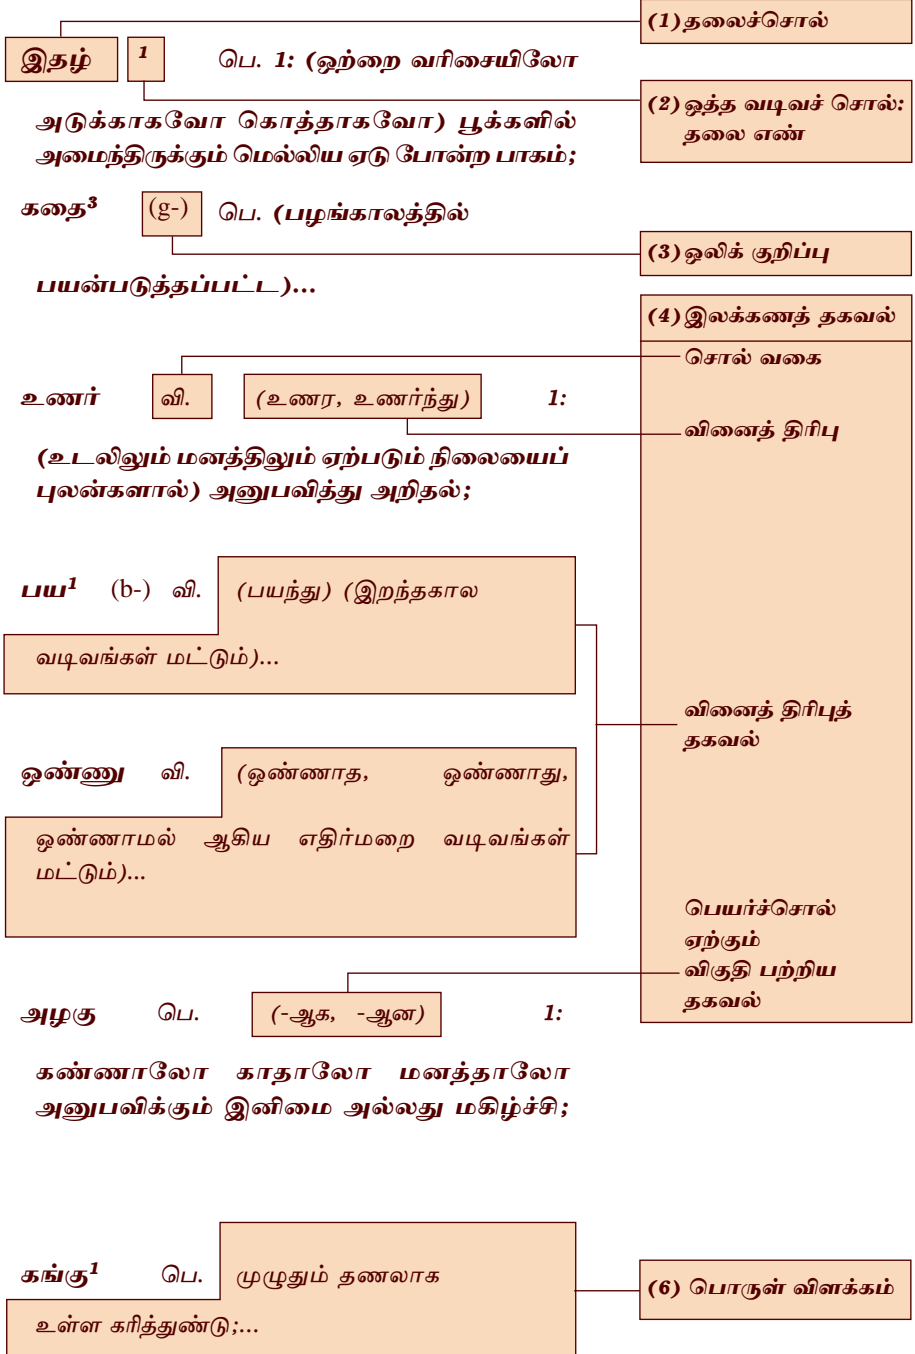 (1) தலைச்சொல்
இதழ் 1 பெ. 1: (ஒற்றை வரிசையிலோ
(2) ஒத்த வடிவச் சொல்:
தலை எண்
அடுக்காகவோ கொத்தாகவோ) பூக்களில்
அமைந்திருக்கும் மெல்லிய ஏடு போன்ற பாகம்;
கதை³ (g-) பெ. (பழங்காலத்தில்
(3) ஒலிக் குறிப்பு
பயன்படுத்தப்பட்ட)...
(4) இலக்கணத் தகவல்
சொல் வகை
உணர் வி. (உணர, உணர்ந்து) 1:
வினைத் திரிபு
(உடலிலும் மனத்திலும் ஏற்படும் நிலையைப்
புலன்களால்) அனுபவித்து அறிதல்;
பய¹ (b-) வி. (பயந்து) (இறந்தகால
வடிவங்கள் மட்டும்)...
வினைத் திரிபுத்
தகவல்
ஒண்ணு வி. (ஒண்ணாத, ஒண்ணாது,
ஒண்ணாமல் ஆகிய எதிர்மறை வடிவங்கள்
மட்டும்)...
பெயர்ச்சொல்
ஏற்கும்
விகுதி பற்றிய
தகவல்
அழகு பெ. (-ஆக, -ஆன) 1:
கண்ணாலோ காதாலோ மனத்தாலோ
அனுபவிக்கும் இனிமை அல்லது மகிழ்ச்சி;
கங்கு¹ பெ. முழுதும் தணலாக
(6) பொருள் விளக்கம்
உள்ள கரித்துண்டு;...